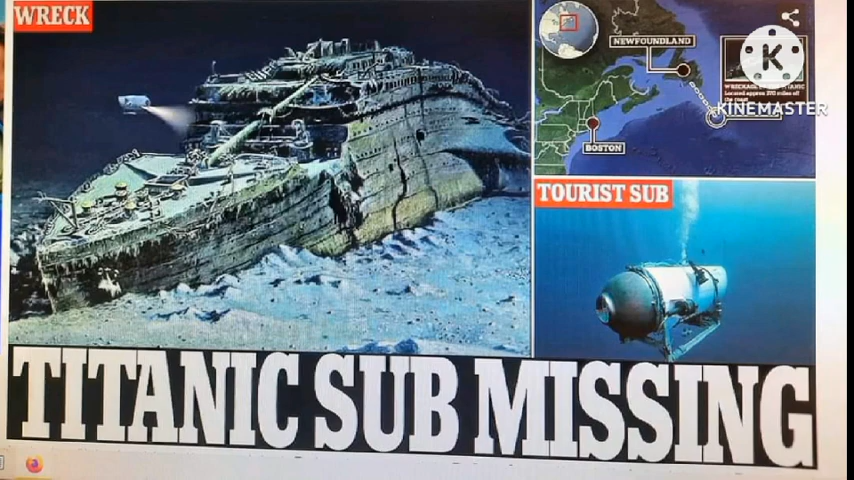 WRECK
NEWFOUNDLAND
KINEMASTER
BOSTON
TOURIST SUB
TITANIC SUB MISSING